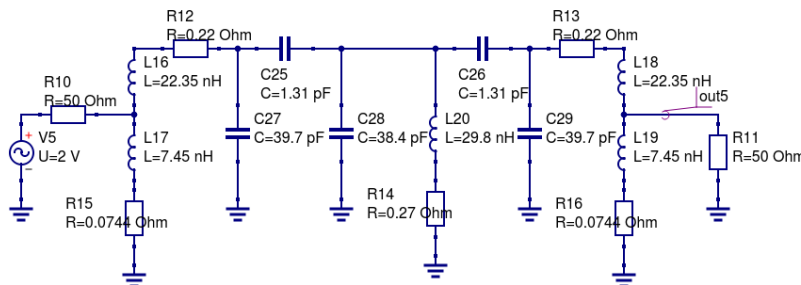 R12
R=0.22 Ohm
R13
R=0.22 Ohm
L16
L=22.35 nH
C25
C=1.31 pF
C26
C=1.31 pF
L18
L=22.35 nH
R10
R=50 Ohm
out5
V5
U=2 V
L17
L=7.45 nH
C27
C=39.7 pF
C28
C=38.4 pF
L20
L=29.8 nH
C29
C=39.7 pF
L19
L=7.45 nH
R11
R=50 Ohm
R15
R=0.0744 Ohm
R14
R=0.27 Ohm
R16
R=0.0744 Ohm